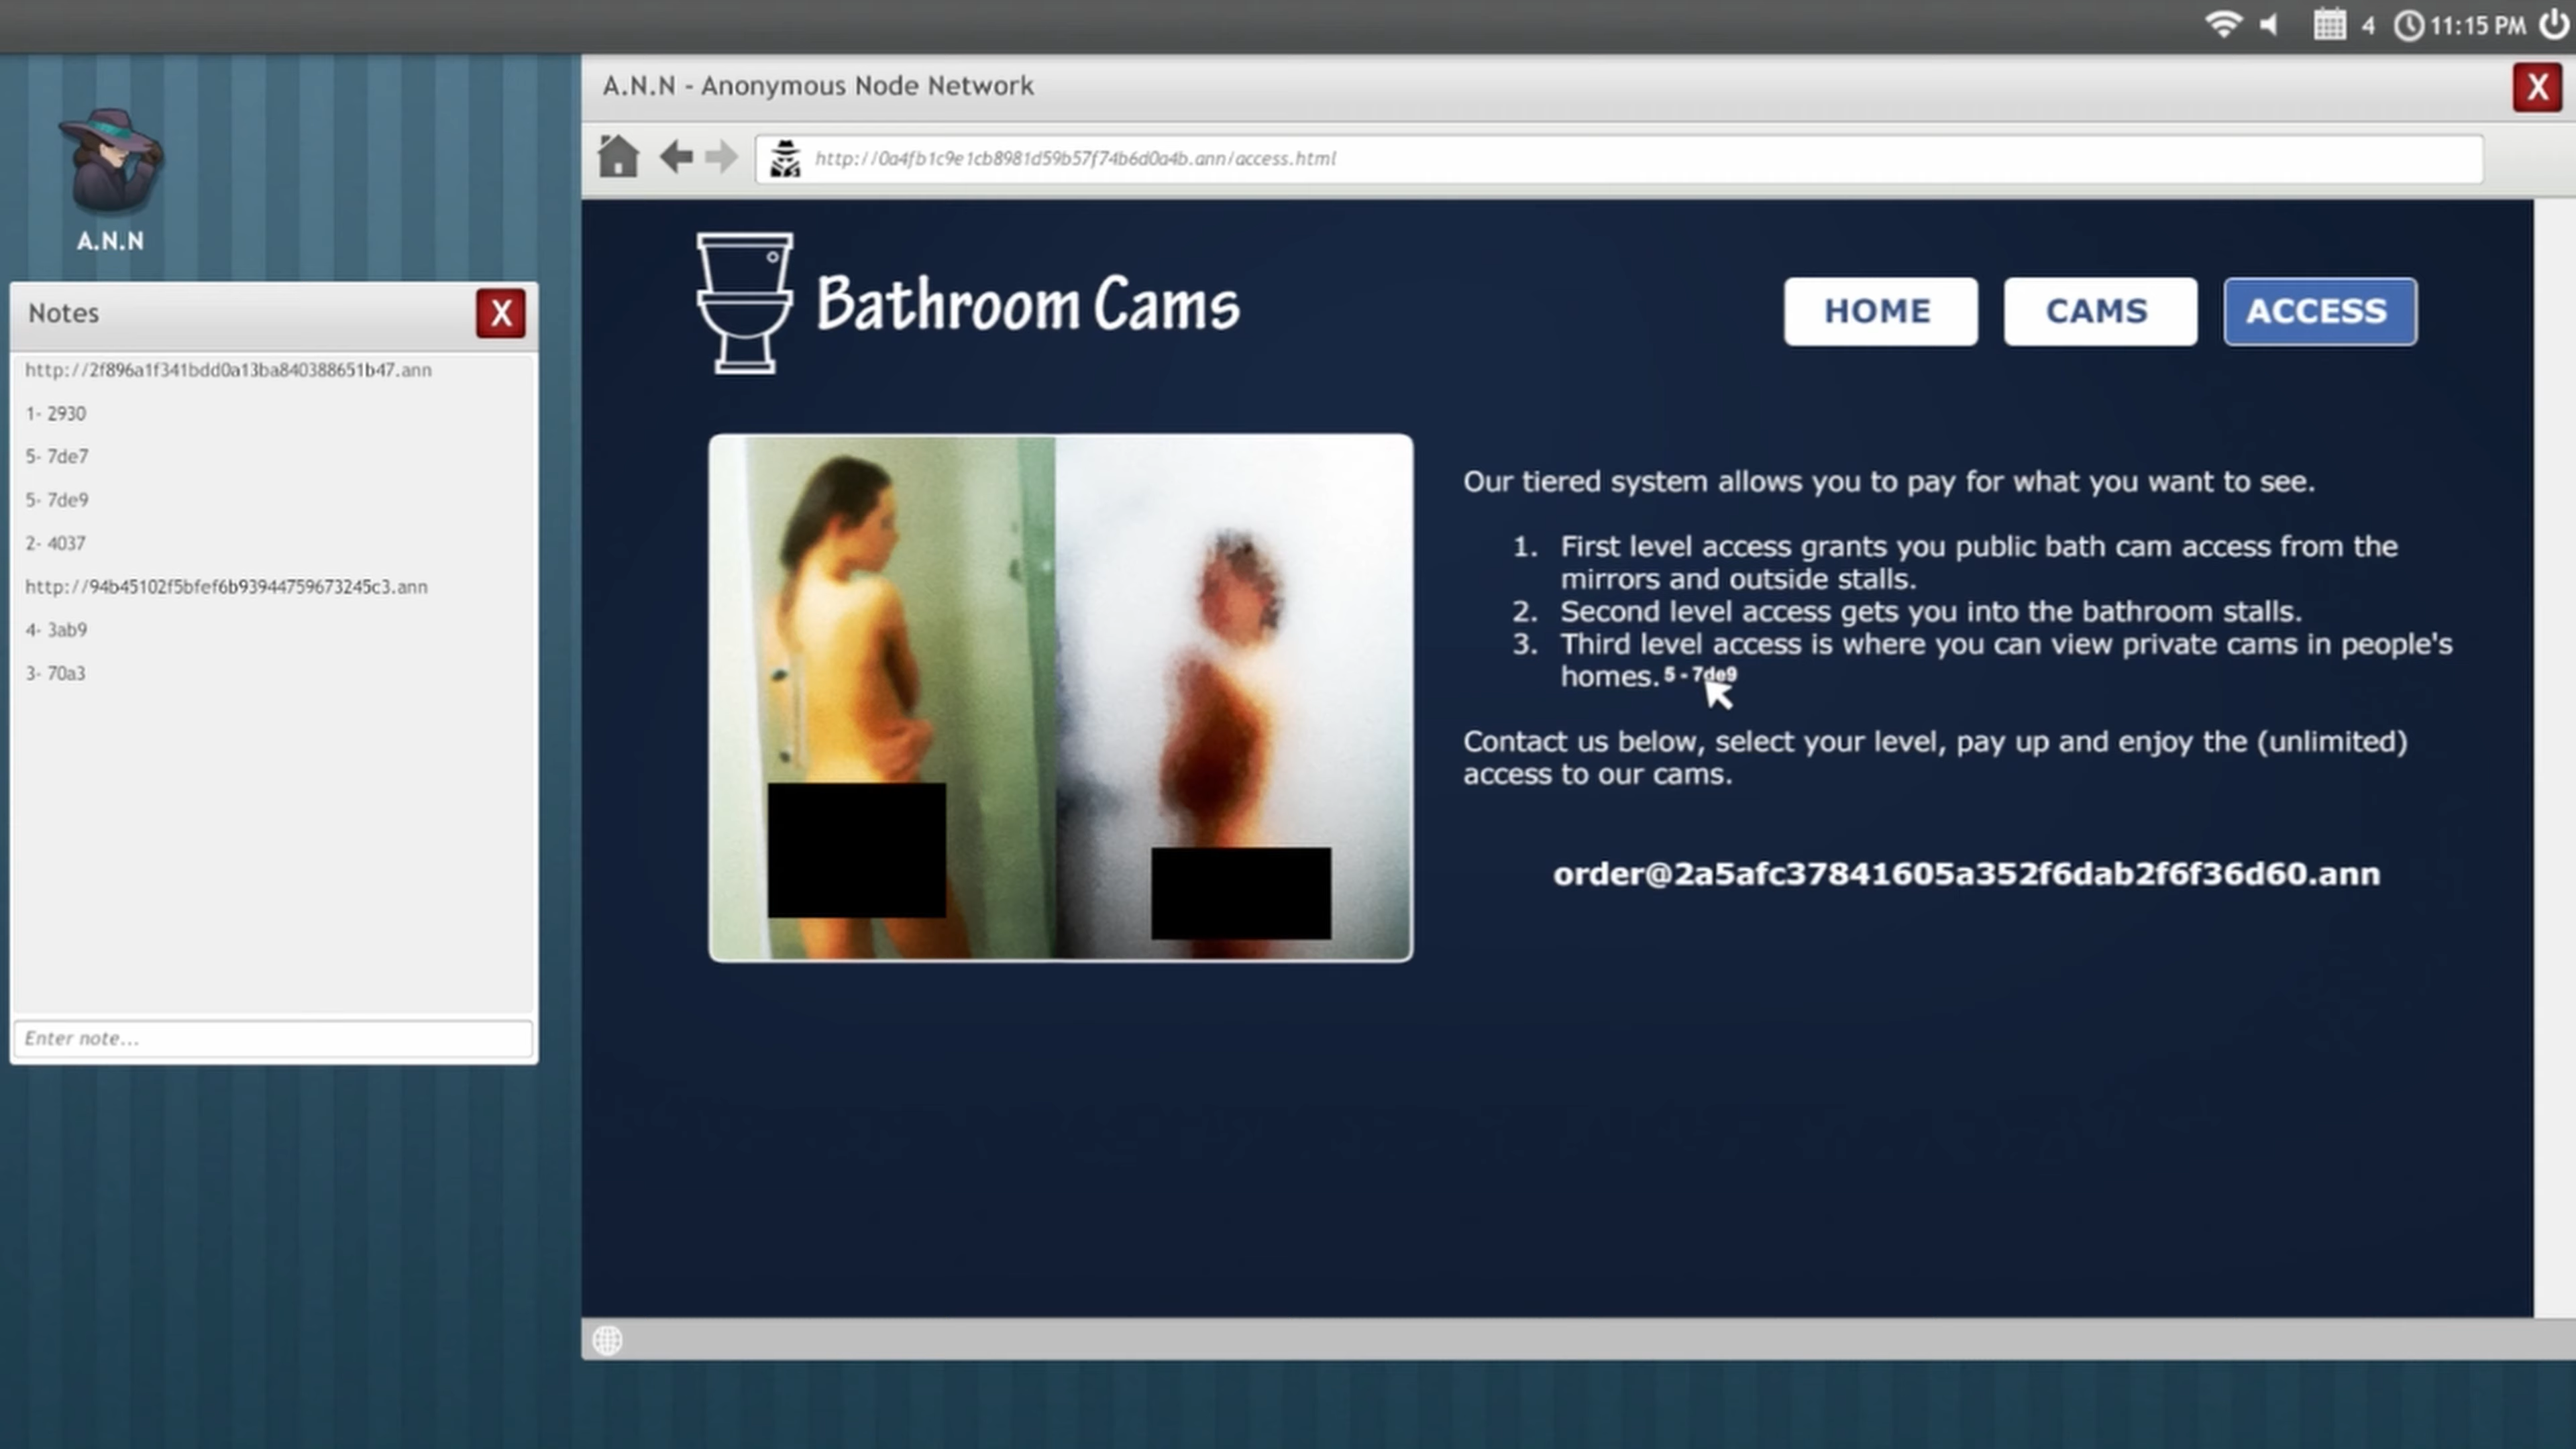 4 11:15 PM
A.N.N - Anonymous Node Network
X
http://0a4fb1c9e1cb8981d59b57f74b6d0a4b.ann/access.html
A.N.N
Notes
X
http://2f896a1f341bdd0a13ba840388651b47.ann
1- 2930
5- 7de7
5- 7de9
2- 4037
http://94b45102f5bfef6b93944759673245c3.ann
4- 3ab9
3- 70a3
Enter note...
Bathroom Cams
HOME
CAMS
ACCESS
Our tiered system allows you to pay for what you want to see.
1. First level access grants you public bath cam access from the
mirrors and outside stalls.
2. Second level access gets you into the bathroom stalls.
3. Third level access is where you can view private cams in people's
homes. 5 - 7de9
Contact us below, select your level, pay up and enjoy the (unlimited)
access to our cams.
order@2a5afc37841605a352f6dab2f6f36d60.ann